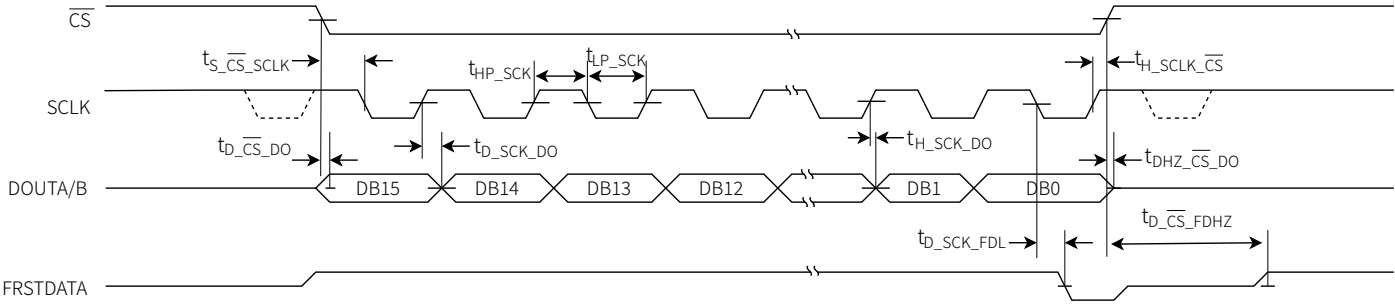 CS
t_S_CS_SCLK
t_HP_SCK
t_LP_SCK
t_H_SCLK_CS
SCLK
t_D_CS_DO
t_D_SCK_DO
t_H_SCK_DO
t_DHZ_CS_DO
DOUTA/B
DB15
DB14
DB13
DB12
DB1
DB0
t_D_SCK_FDL
t_D_CS_FDHZ
FRSTDATA